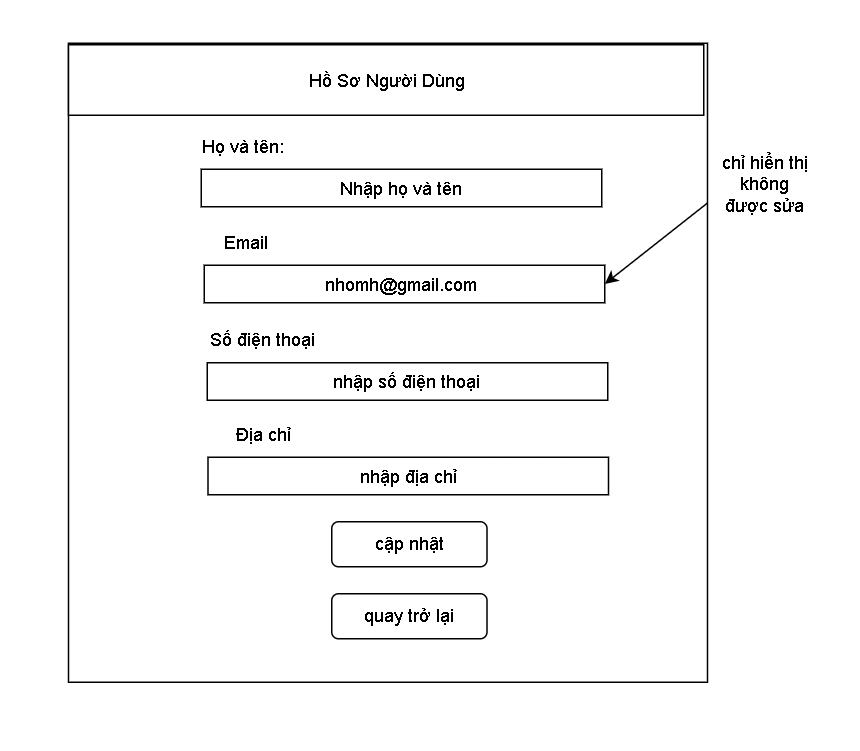 Hồ Sơ Người Dùng
Họ và tên:
Nhập họ và tên
chỉ hiển thị
không
được sửa
Email
nhomh@gmail.com
Số điện thoại
nhập số điện thoại
Địa chỉ
nhập địa chỉ
cập nhật
quay trở lại